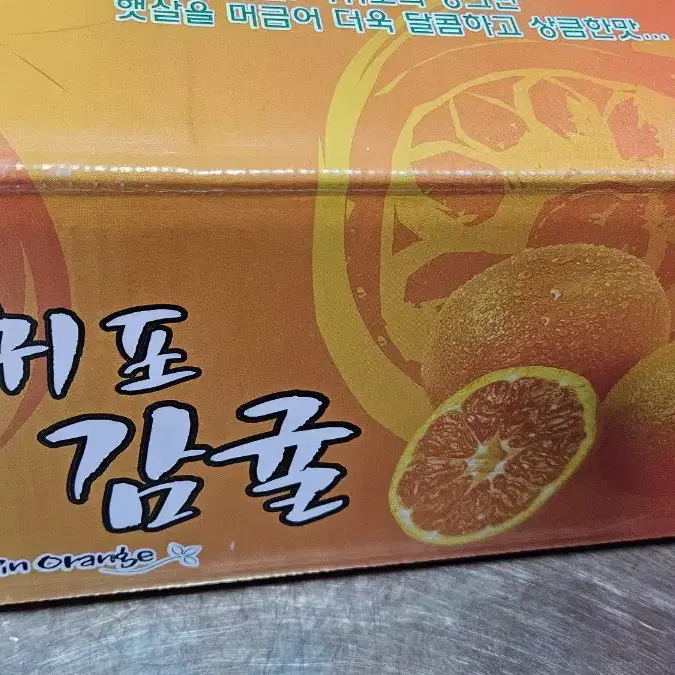 햇살을 머금어 더욱 달콤하고 상큼한맛...
귀포
감귤
in orange